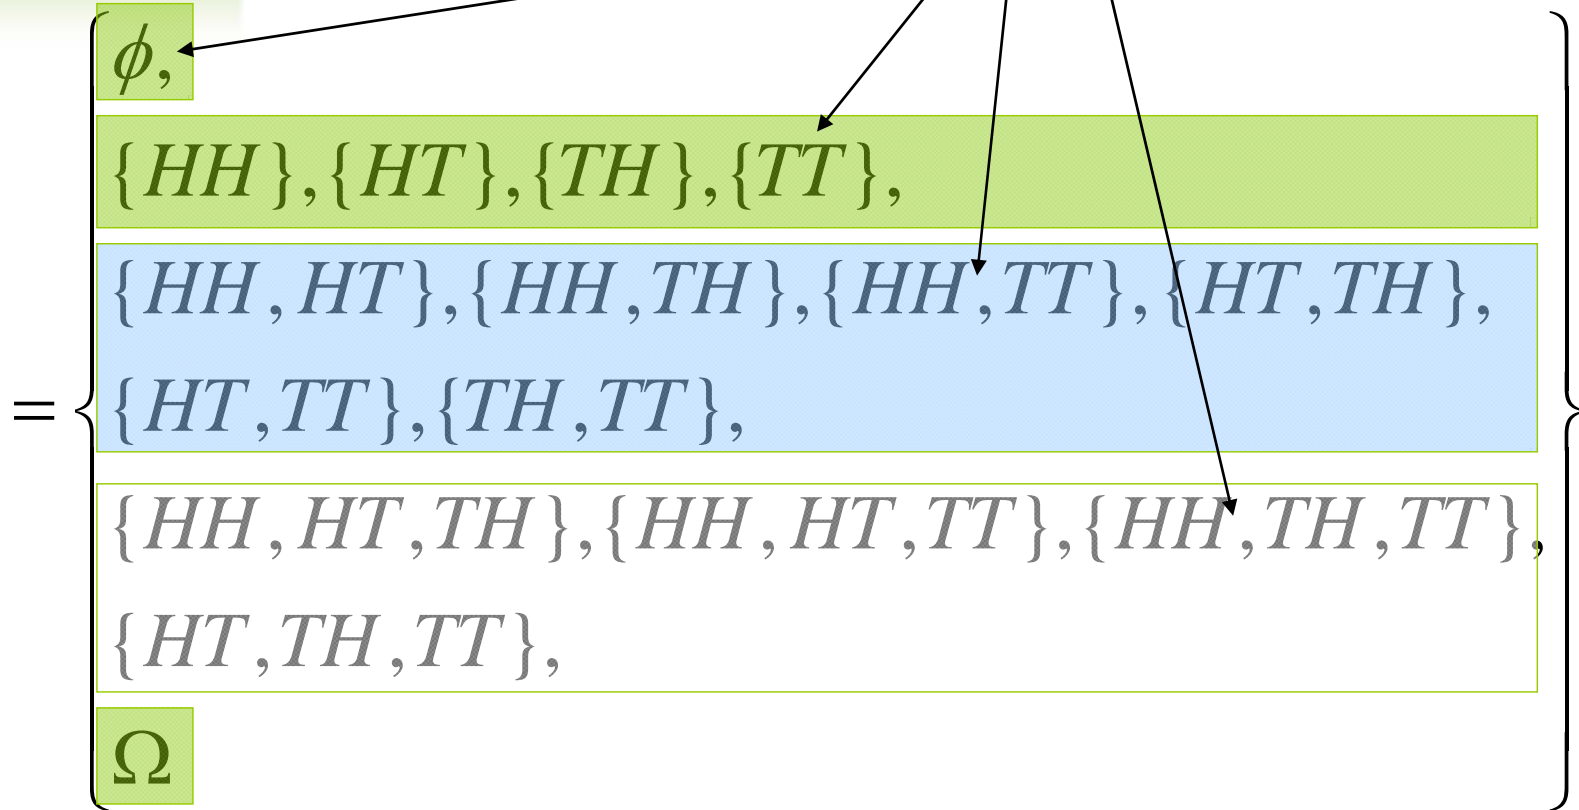 ϕ,
{HH},{HT},{TH},{TT},
{HH,HT},{HH,TH},{HH,TT},{HT,TH},
= {HT,TT},{TH,TT},
{HH,HT,TH},{HH,HT,TT},{HH,TH,TT},
{HT,TH,TT},
Ω